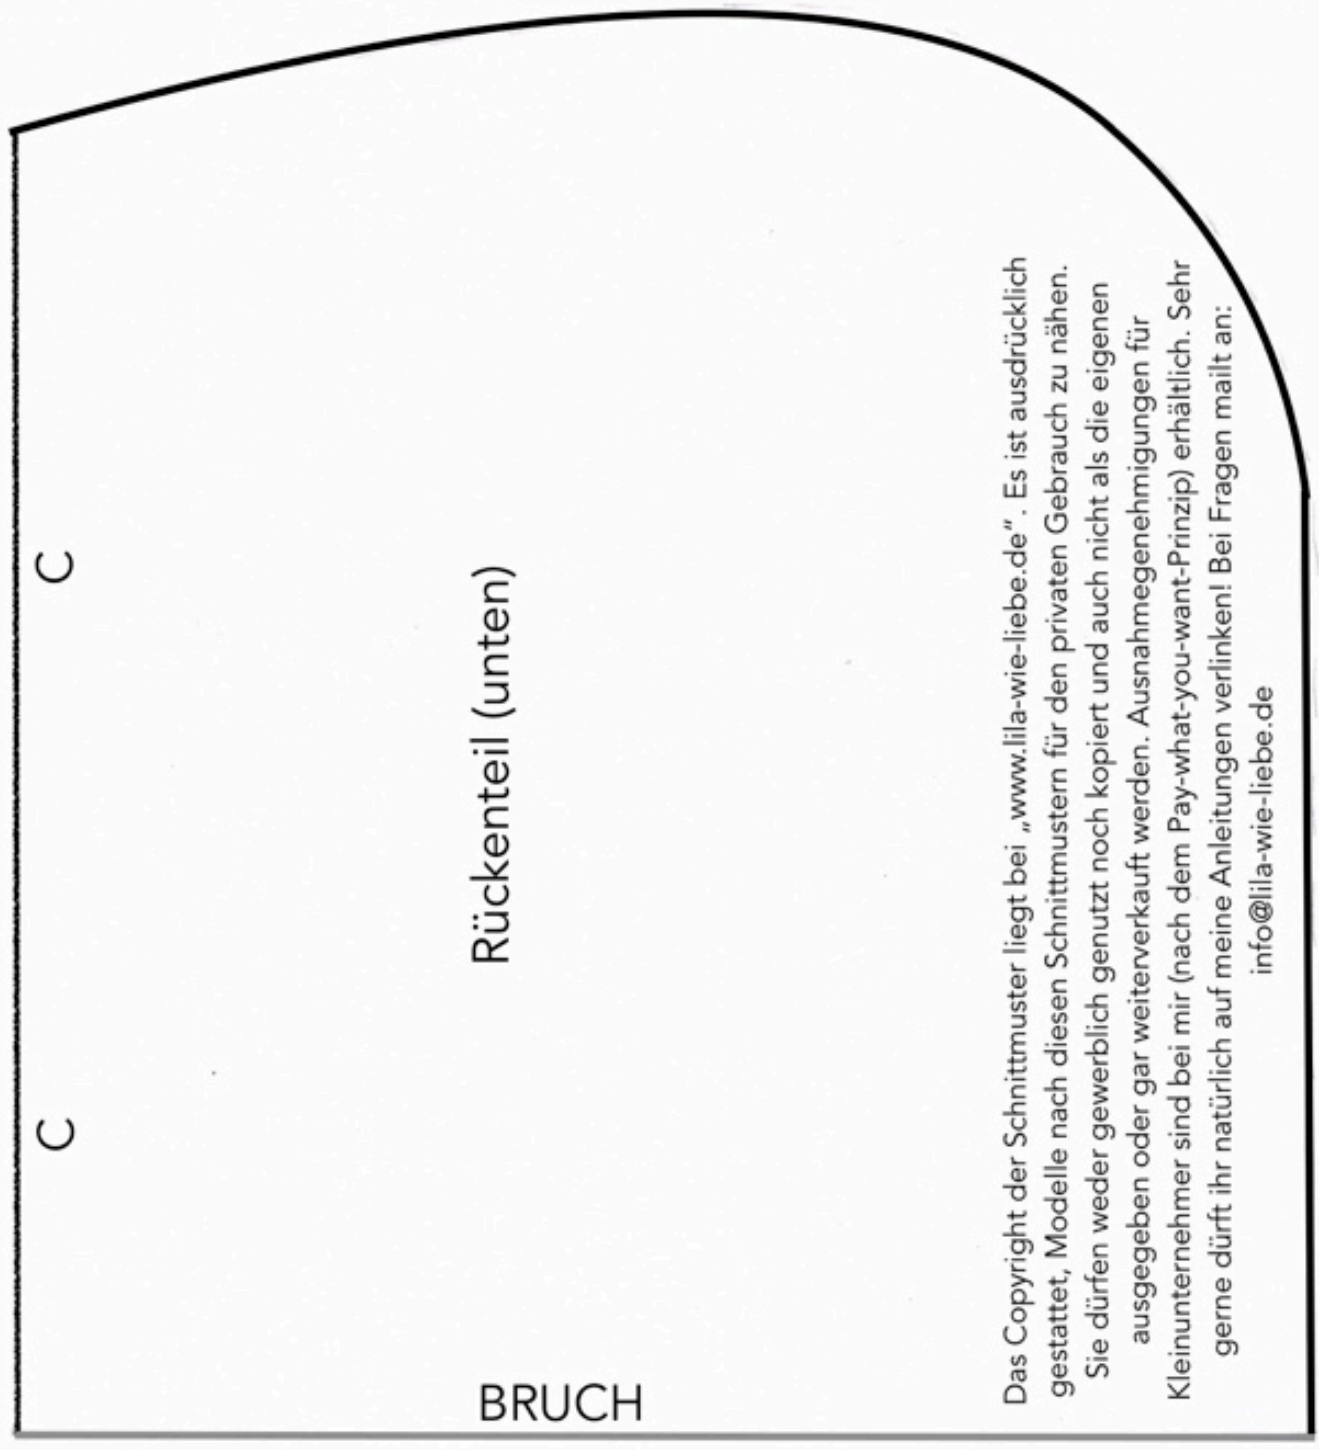 C
C
Rückenteil (unten)
BRUCH
Das Copyright der Schnittmuster liegt bei „www.lila-wie-liebe.de“. Es ist ausdrücklich
gestattet, Modelle nach diesen Schnittmustern für den privaten Gebrauch zu nähen.
Sie dürfen weder gewerblich genutzt noch kopiert und auch nicht als die eigenen
ausgegeben oder gar weiterverkauft werden. Ausnahmegenehmigungen für
Kleinunternehmer sind bei mir (nach dem Pay-what-you-want-Prinzip) erhältlich. Sehr
gerne dürft ihr natürlich auf meine Anleitungen verlinken! Bei Fragen mailt an:
info@lila-wie-liebe.de